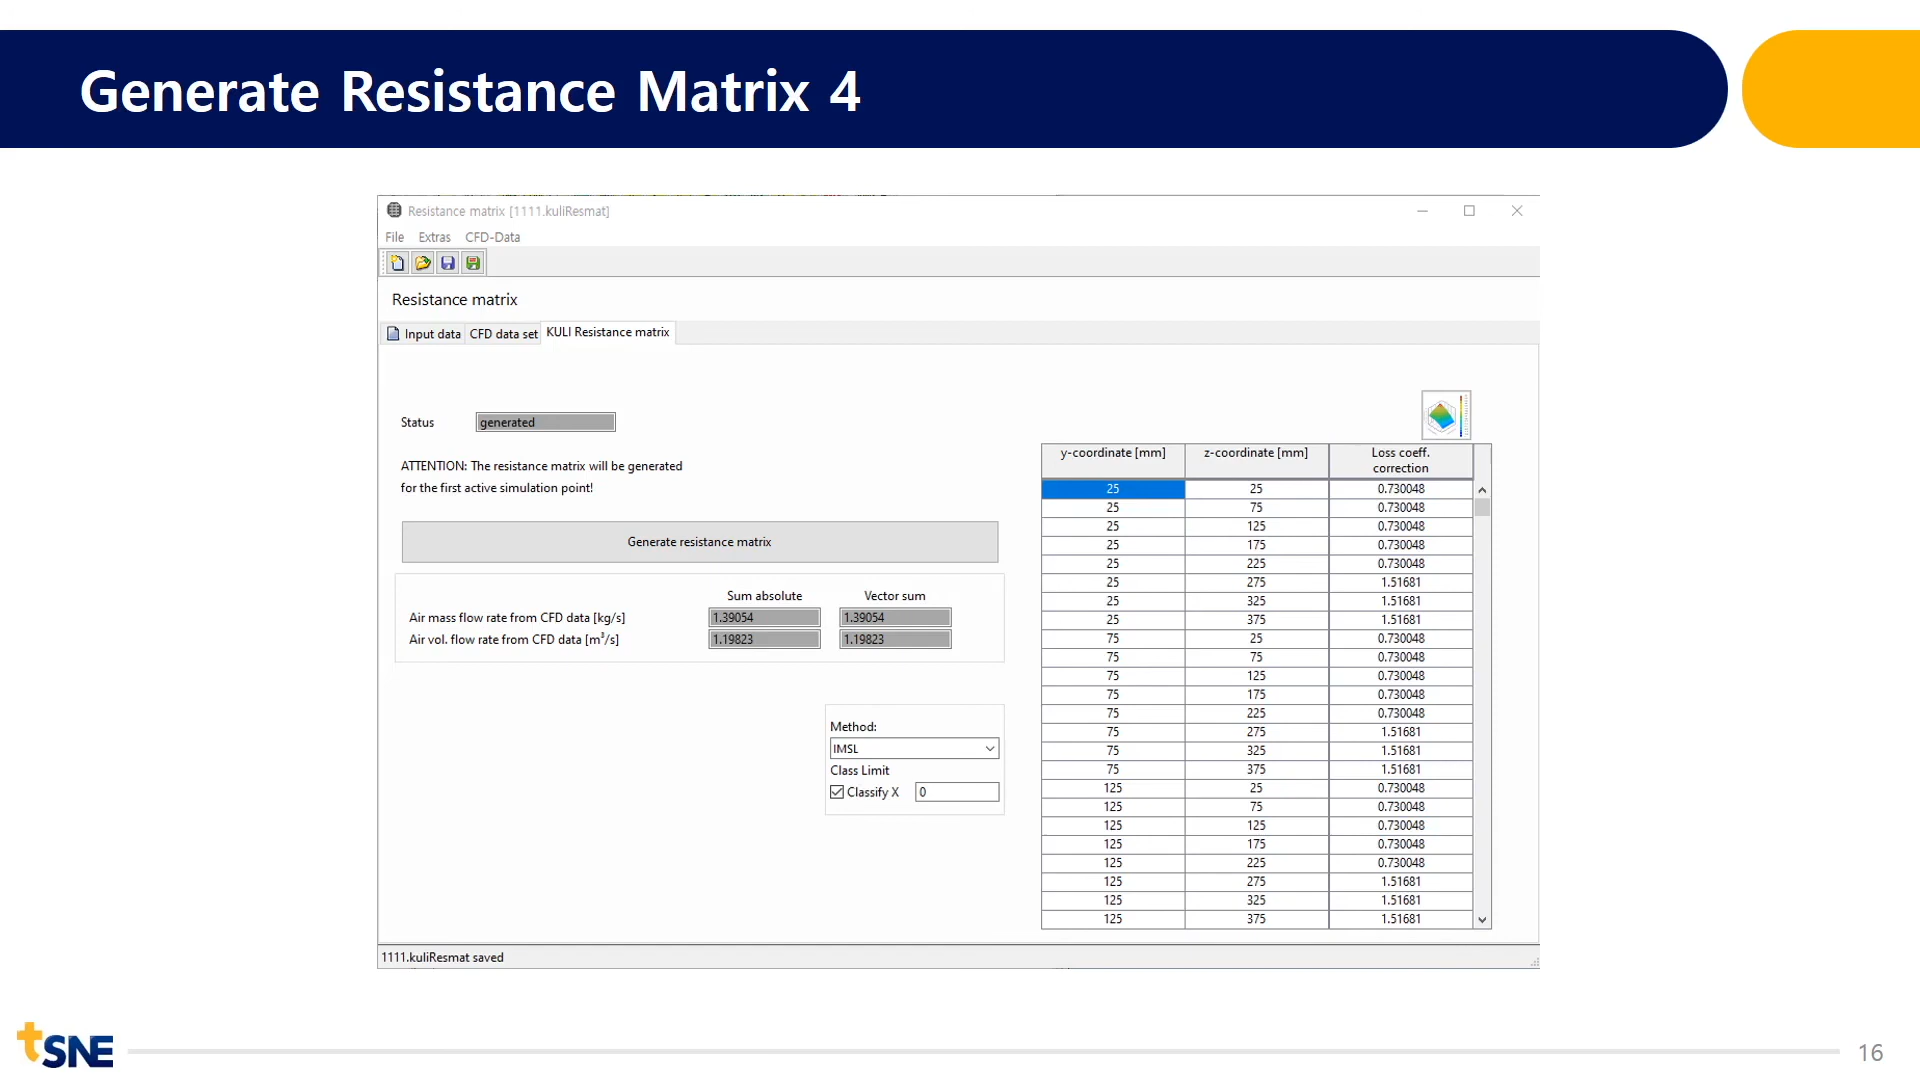 Generate Resistance Matrix 4
Resistance matrix [1111.kuliResmat]
File Extras CFD-Data
Resistance matrix
Input data CFD data set KULI Resistance matrix
Status generated
ATTENTION: The resistance matrix will be generated
for the first active simulation point!
Generate resistance matrix
Sum absolute Vector sum
Air mass flow rate from CFD data [kg/s] 1.39054 1.39054
Air vol. flow rate from CFD data [m³/s] 1.19823 1.19823
Method:
IMSL
Class Limit
Classify X 0
y-coordinate [mm] z-coordinate [mm] Loss coeff.
correction
25 25 0.730048
25 75 0.730048
25 125 0.730048
25 175 0.730048
25 225 0.730048
25 275 1.51681
25 325 1.51681
25 375 1.51681
75 25 0.730048
75 75 0.730048
75 125 0.730048
75 175 0.730048
75 225 0.730048
75 275 1.51681
75 325 1.51681
75 375 1.51681
125 25 0.730048
125 75 0.730048
125 125 0.730048
125 175 0.730048
125 225 0.730048
125 275 1.51681
125 325 1.51681
125 375 1.51681
1111.kuliResmat saved
tSNE
16